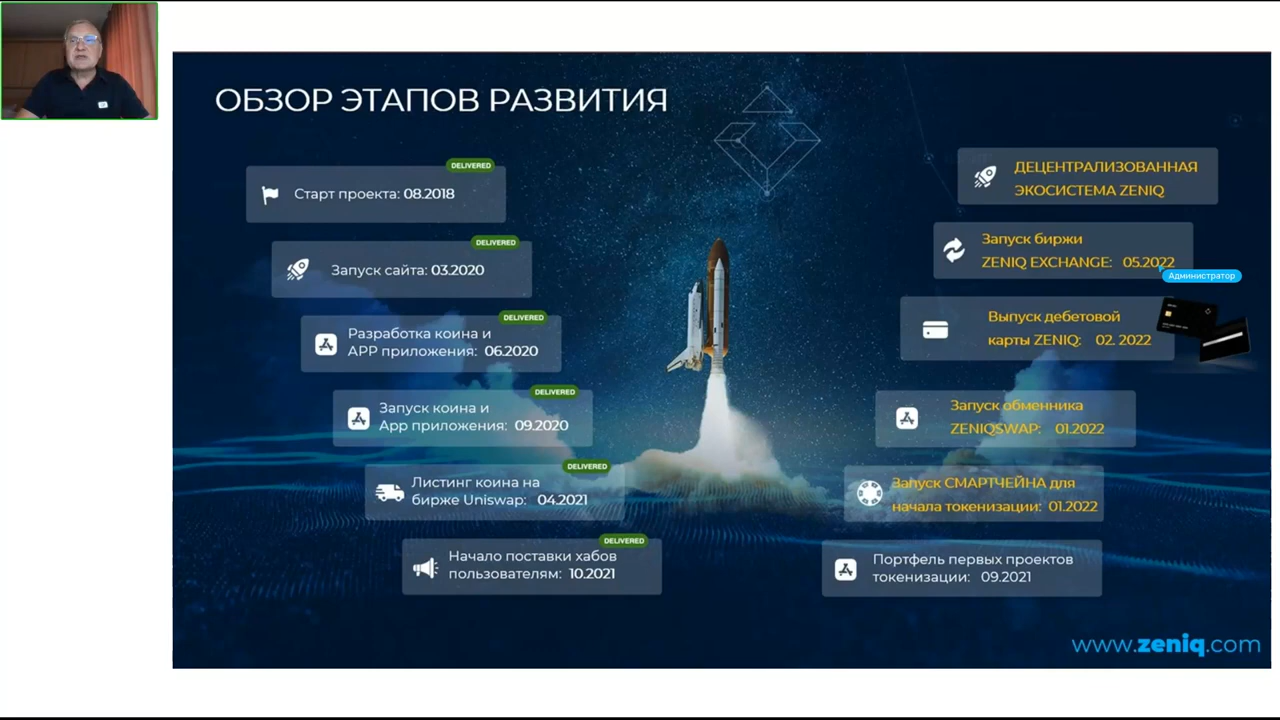 ОБЗОР ЭТАПОВ РАЗВИТИЯ
DELIVERED
Старт проекта: 08.2018
DELIVERED
Запуск сайта: 03.2020
DELIVERED
Разработка коина и
APP приложения: 06.2020
DELIVERED
Запуск коина и
App приложения: 09.2020
DELIVERED
Листинг коина на
бирже Uniswap: 04.2021
DELIVERED
Начало поставки хабов
пользователям: 10.2021
ДЕЦЕНТРАЛИЗОВАННАЯ
ЭКОСИСТЕМА ZENIQ
Запуск биржи
ZENIQ EXCHANGE: 05.2022
Администратор
Выпуск дебетовой
карты ZENIQ: 02. 2022
Запуск обменника
ZENIQSWAP: 01.2022
Запуск СМАРТЧЕЙНА для
начала токенизации: 01.2022
Портфель первых проектов
токенизации: 09.2021
www.zeniq.com